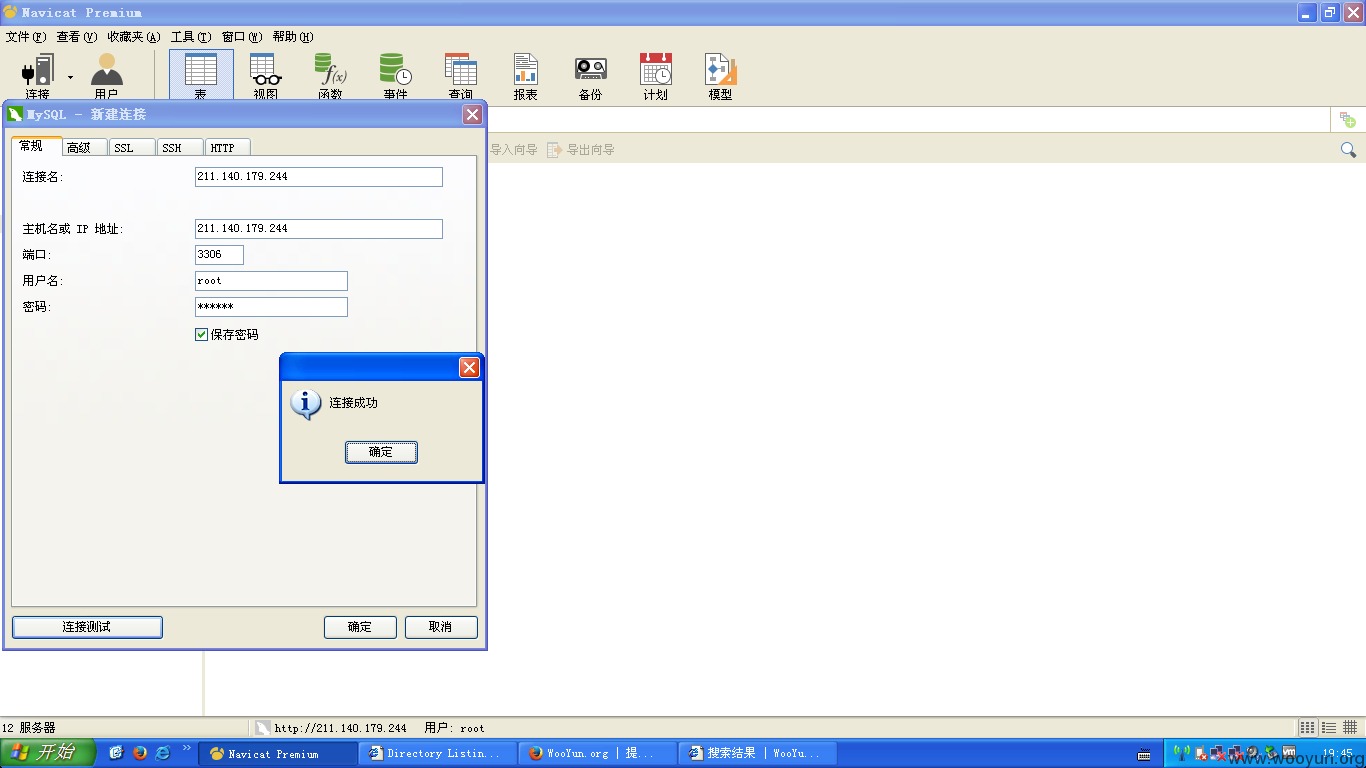 Navicat Premium
文件(F) 查看(V) 收藏夹(A) 工具(T) 窗口(W) 帮助(H)
连接 用户 表 视图 函数 事件 查询 报表 备份 计划 模型
f(x)
MySQL - 新建连接
导入向导 导出向导
常规 高级 SSL SSH HTTP
连接名: 211.140.179.244
主机名或 IP 地址: 211.140.179.244
端口: 3306
用户名: root
密码: ******
保存密码
连接成功
确定
连接测试 确定 取消
12 服务器 http://211.140.179.244 用户: root
开始 Navicat Premium Directory Listin... WooYun.org | 提... 搜索结果 | WooYu... 19:45
www.wooyun.org